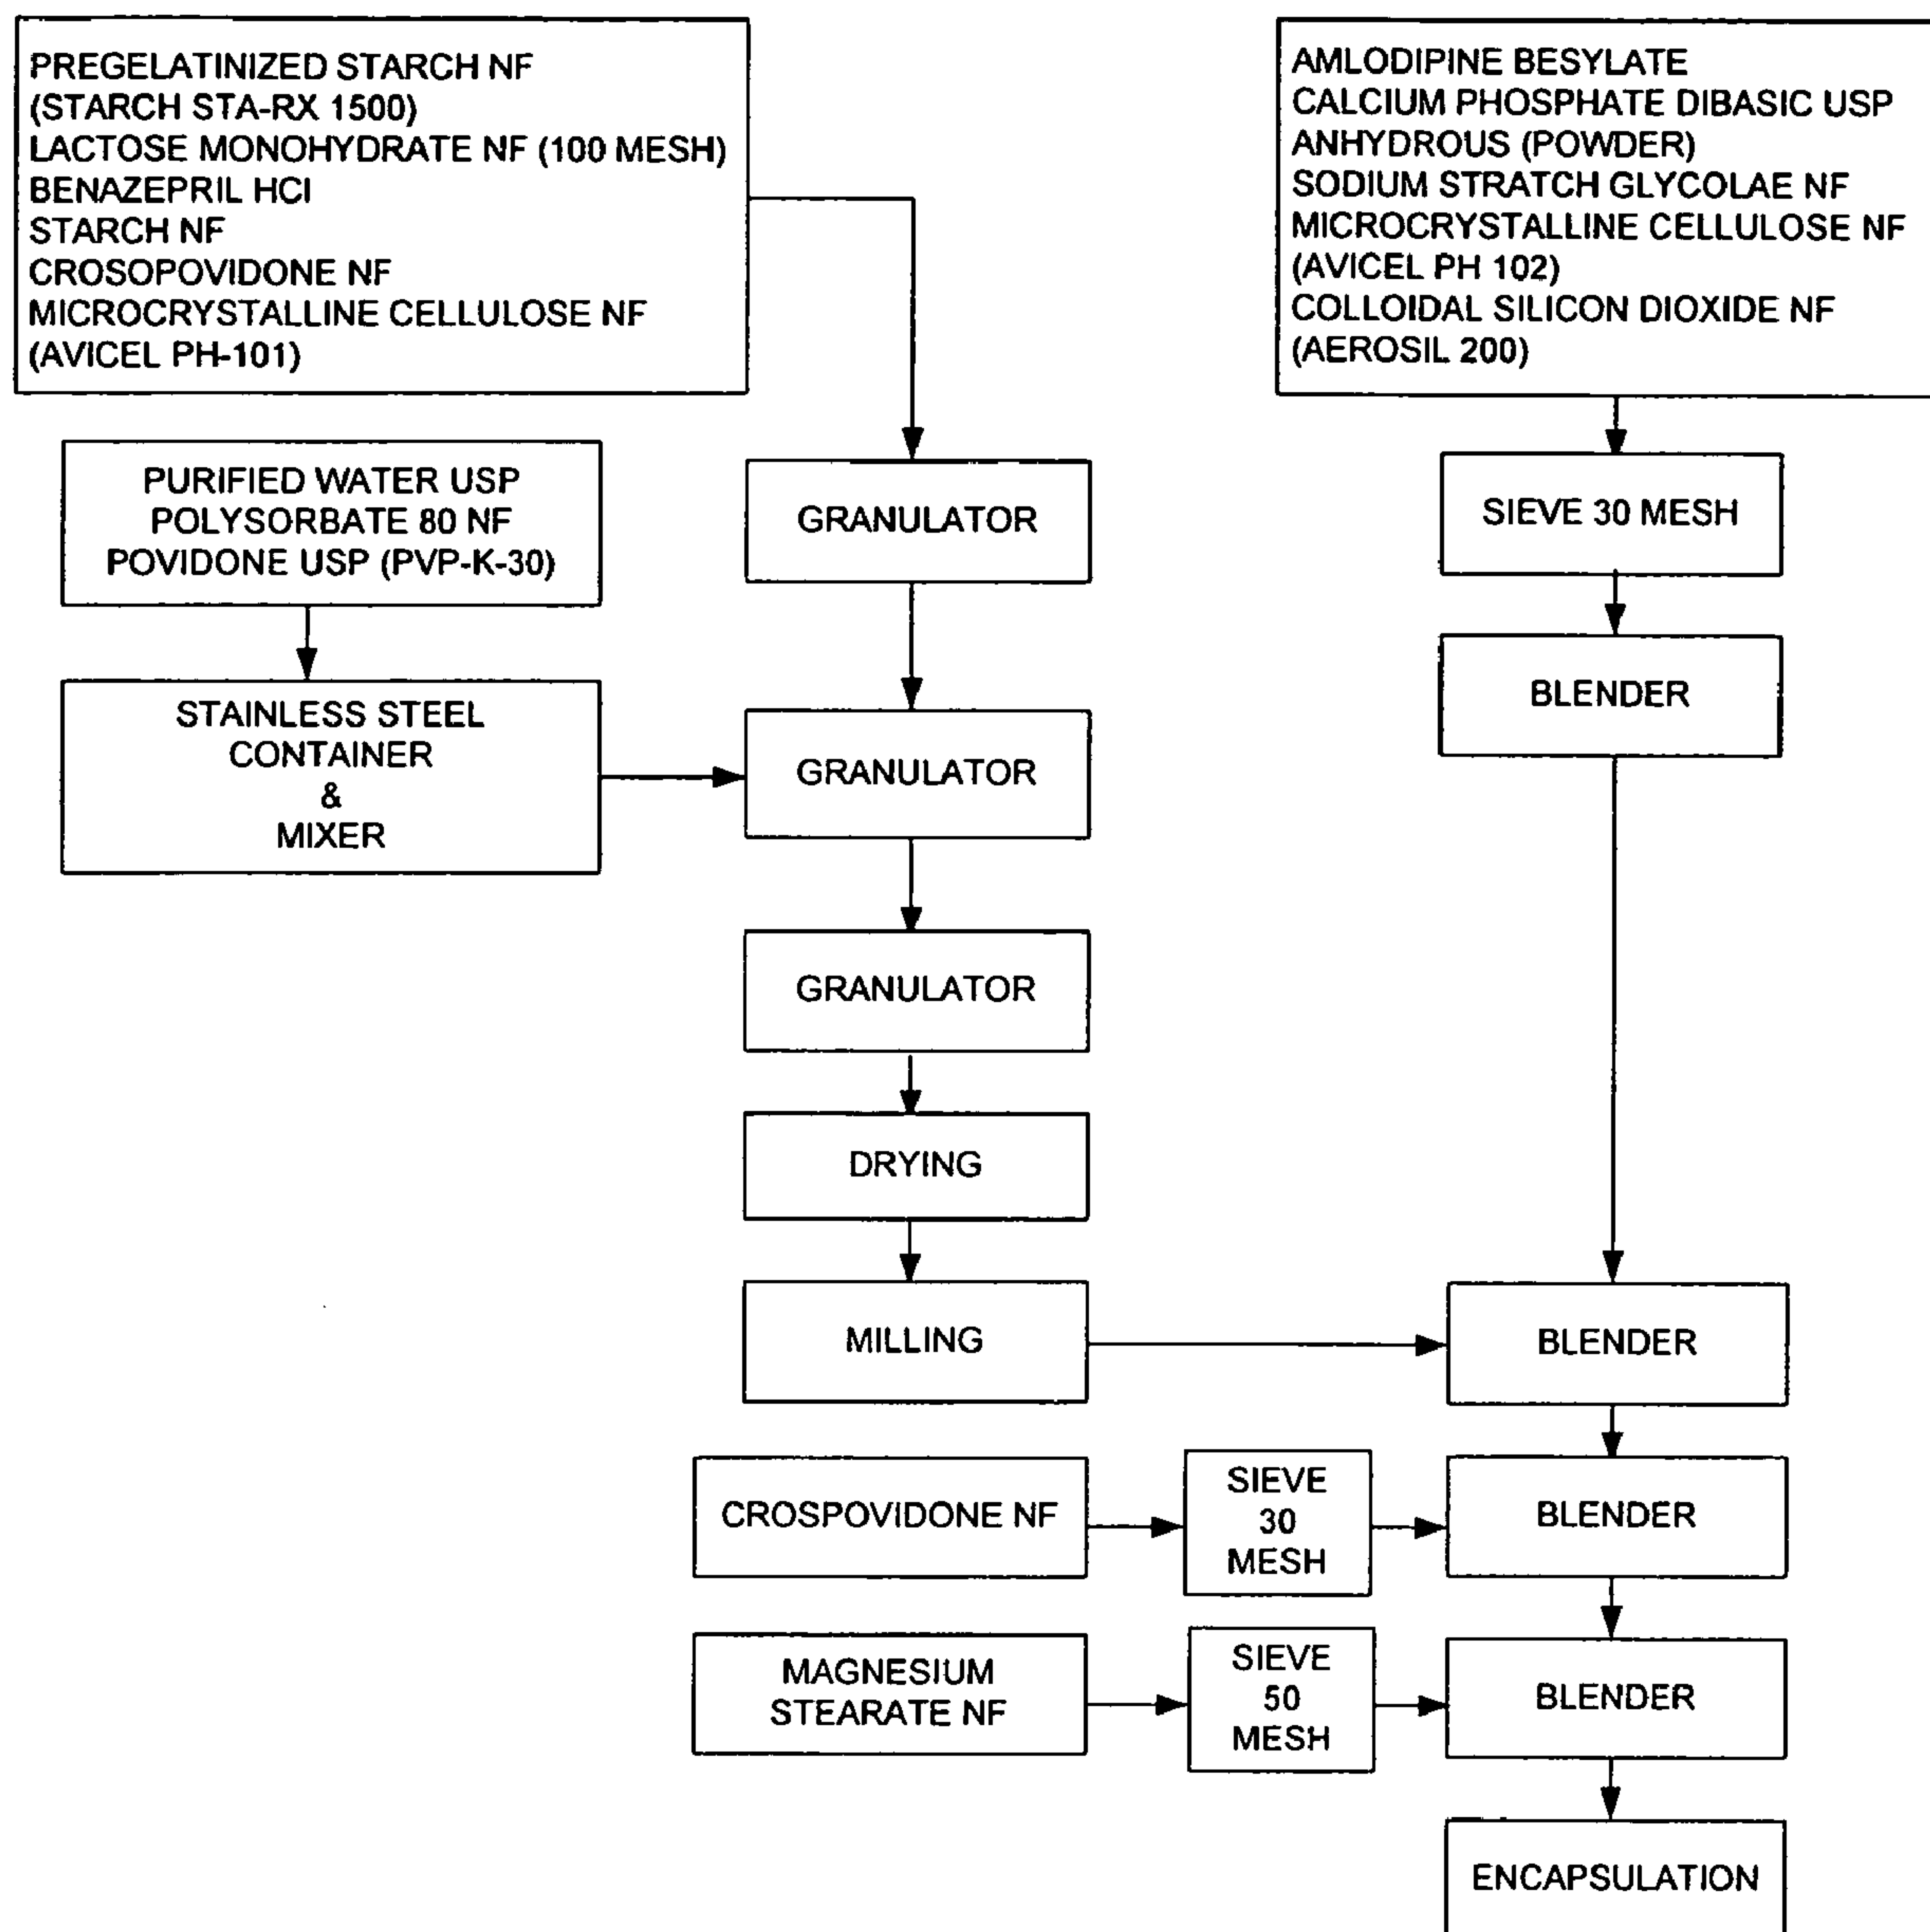 PREGELATINIZED STARCH NF
(STARCH STA-RX 1500)
LACTOSE MONOHYDRATE NF (100 MESH)
BENAZEPRIL HCI
STARCH NF
CROSOPOVIDONE NF
MICROCRYSTALLINE CELLULOSE NF
(AVICEL PH-101)
AMLODIPINE BESYLATE
CALCIUM PHOSPHATE DIBASIC USP
ANHYDROUS (POWDER)
SODIUM STRATCH GLYCOLAE NF
MICROCRYSTALLINE CELLULOSE NF
(AVICEL PH 102)
COLLOIDAL SILICON DIOXIDE NF
(AEROSIL 200)
PURIFIED WATER USP
POLYSORBATE 80 NF
POVIDONE USP (PVP-K-30)
GRANULATOR
SIEVE 30 MESH
STAINLESS STEEL
CONTAINER
&
MIXER
GRANULATOR
BLENDER
GRANULATOR
DRYING
MILLING
BLENDER
CROSPOVIDONE NF
SIEVE
30
MESH
BLENDER
MAGNESIUM
STEARATE NF
SIEVE
50
MESH
BLENDER
ENCAPSULATION